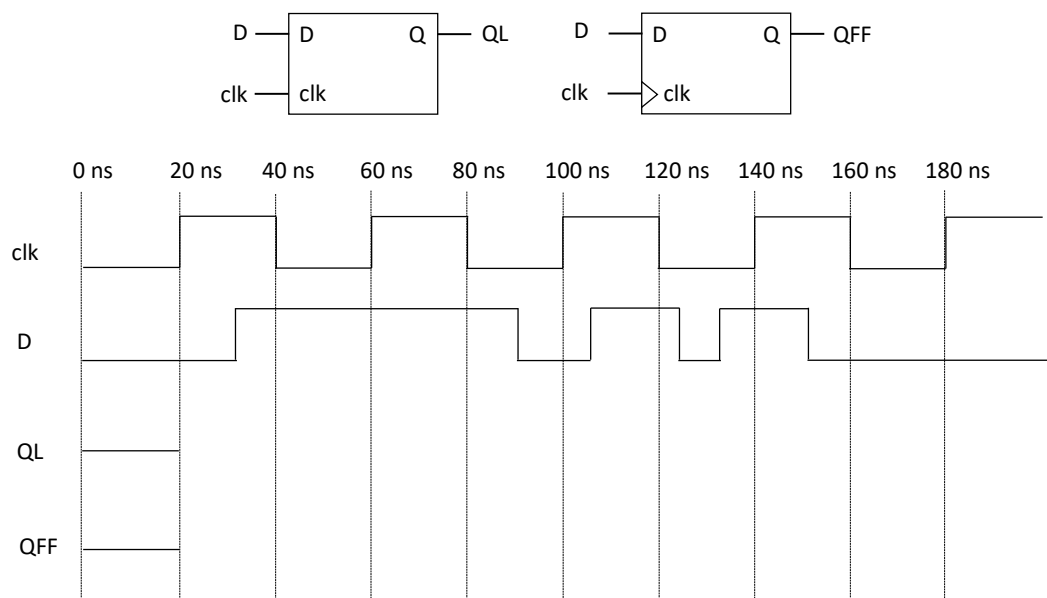 D D Q QL D D Q QFF
clk clk clk clk
0 ns 20 ns 40 ns 60 ns 80 ns 100 ns 120 ns 140 ns 160 ns 180 ns
clk
D
QL
QFF